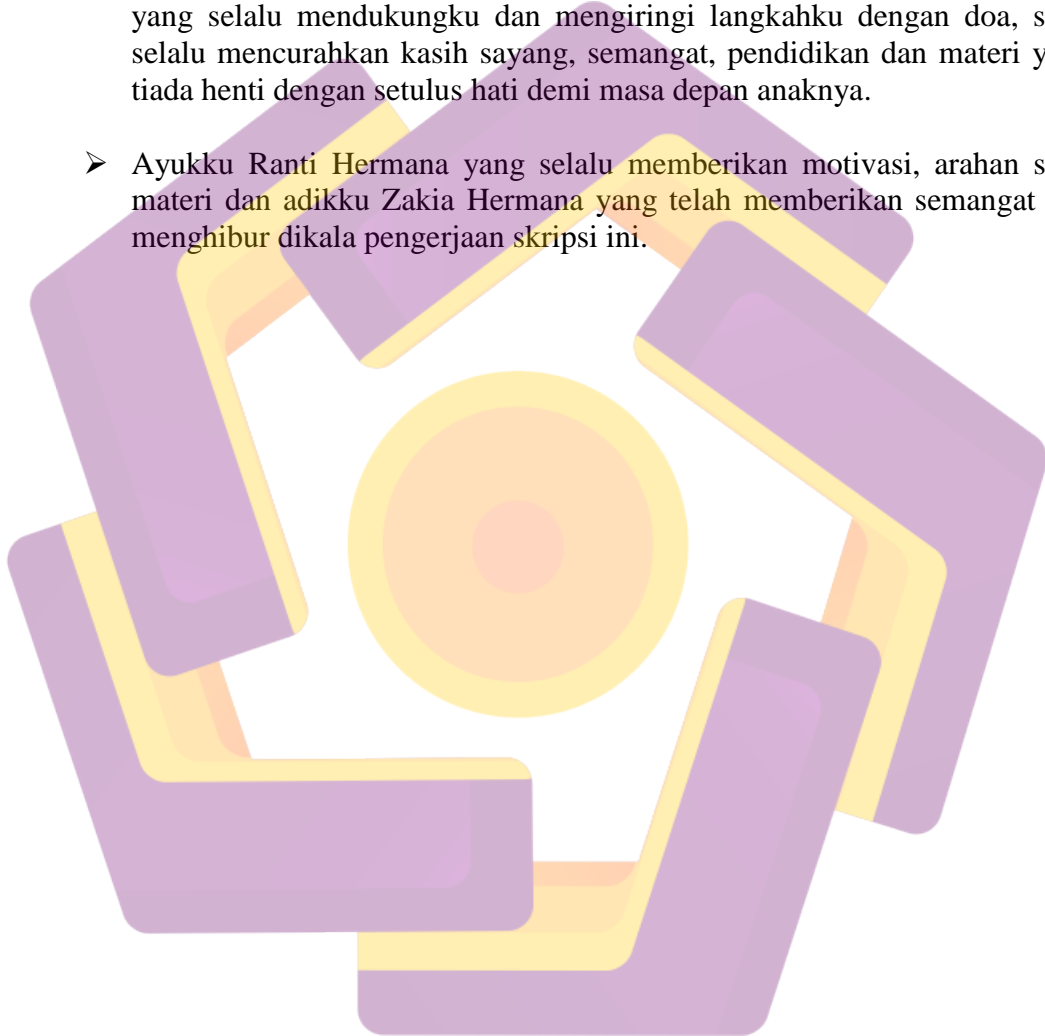 yang selalu mendukungku dan mengiringi langkahku dengan doa, s
selalu mencurahkan kasih sayang, semangat, pendidikan dan materi y
tiada henti dengan setulus hati demi masa depan anaknya.
➢ Ayukku Ranti Hermana yang selalu memberikan motivasi, arahan s
materi dan adikku Zakia Hermana yang telah memberikan semangat
menghibur dikala pengerjaan skripsi ini.